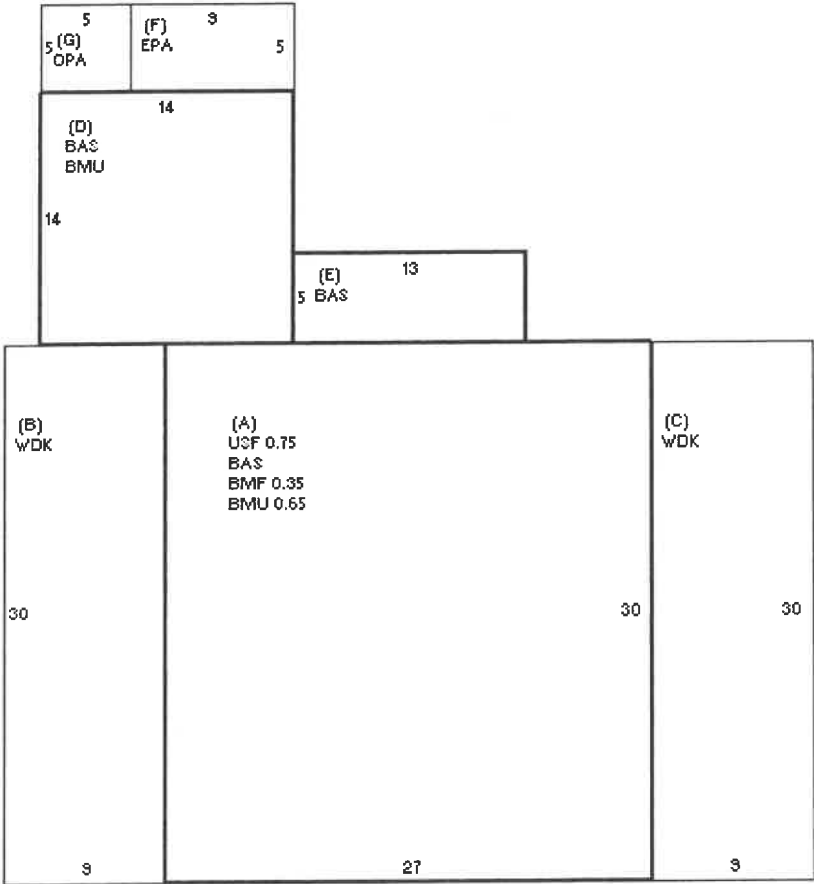 5
9
(G)
OPA
5
(F)
EPA
5
14
(D)
BAS
BMU
14
13
(E)
BAS
5
(B)
WDK
(A)
USF 0.75
BAS
BMF 0.35
BMU 0.65
(C)
WDK
30
30
30
9
27
9